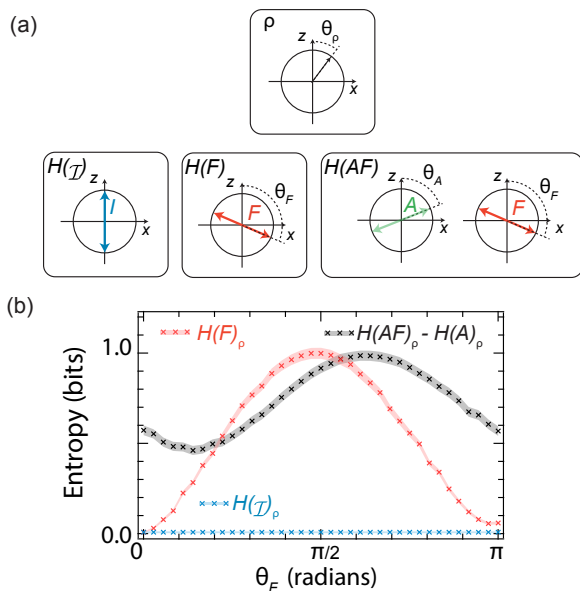 (a)
ρ
z
θρ
x
H(ℐ)
z
I
x
H(F)
z
θF
F
x
H(AF)
z
θA
A
x
z
θF
F
x
(b)
H(F)ρ
H(AF)ρ - H(A)ρ
H(ℐ)ρ
Entropy (bits)
1.0
0.0
0
π/2
π
θF (radians)